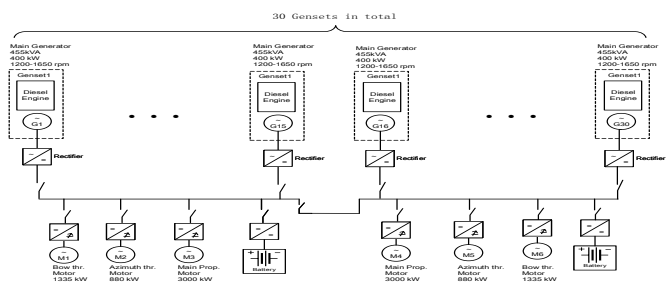 30 Gensets in total
Main Generator
455kVA
400 kW
1200-1650 rpm
Genset1
Diesel
Engine
G1
Rectifier
Main Generator
455kVA
400 kW
1200-1650 rpm
Genset1
Diesel
Engine
G15
Rectifier
Main Generator
455kVA
400 kW
1200-1650 rpm
Genset1
Diesel
Engine
G16
Rectifier
Main Generator
455kVA
400 kW
1200-1650 rpm
Genset1
Diesel
Engine
G30
Rectifier
M1
Bow thr.
Motor
1335 kW
M2
Azimuth thr.
Motor
880 kW
M3
Main Prop.
Motor
3000 kW
Battery
M4
Main Prop.
Motor
3000 kW
M5
Azimuth thr.
Motor
880 kW
M6
Bow thr.
Motor
1335 kW
Battery